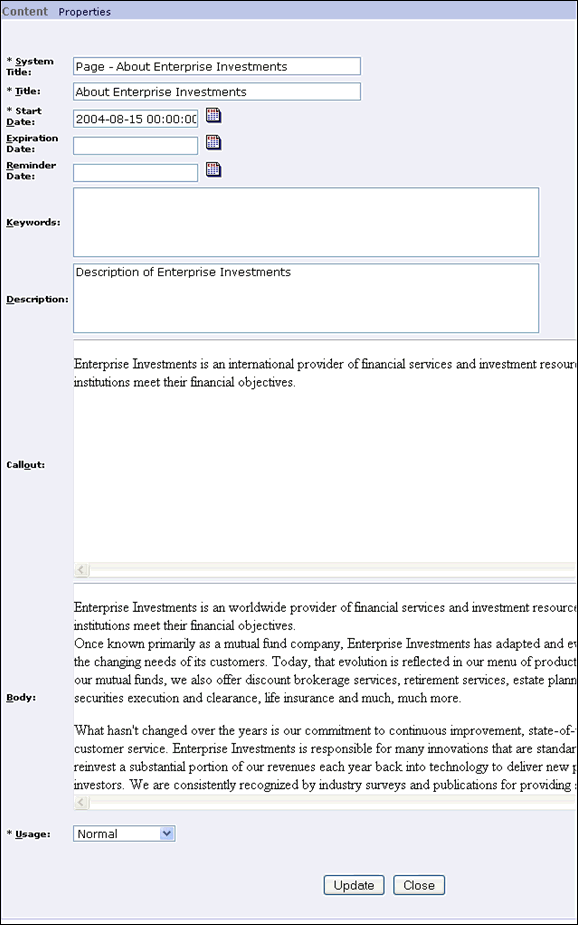 Content Properties
* System Title: Page - About Enterprise Investments
* Title: About Enterprise Investments
* Start Date: 2004-08-15 00:00:00
Expiration Date:
Reminder Date:
Keywords:
Description: Description of Enterprise Investments
Callout:
Enterprise Investments is an international provider of financial services and investment
institutions meet their financial objectives.
Body:
Enterprise Investments is an worldwide provider of financial services and investment
institutions meet their financial objectives.
Once known primarily as a mutual fund company, Enterprise Investments has adapted and
the changing needs of its customers. Today, that evolution is reflected in our menu of
our mutual funds, we also offer discount brokerage services, retirement services, estate
securities execution and clearance, life insurance and much, much more.
What hasn't changed over the years is our commitment to continuous improvement,
customer service. Enterprise Investments is responsible for many innovations that are
reinvest a substantial portion of our revenues each year back into technology to deliver new
investors. We are consistently recognized by industry surveys and publications for providing
* Usage: Normal
Update Close